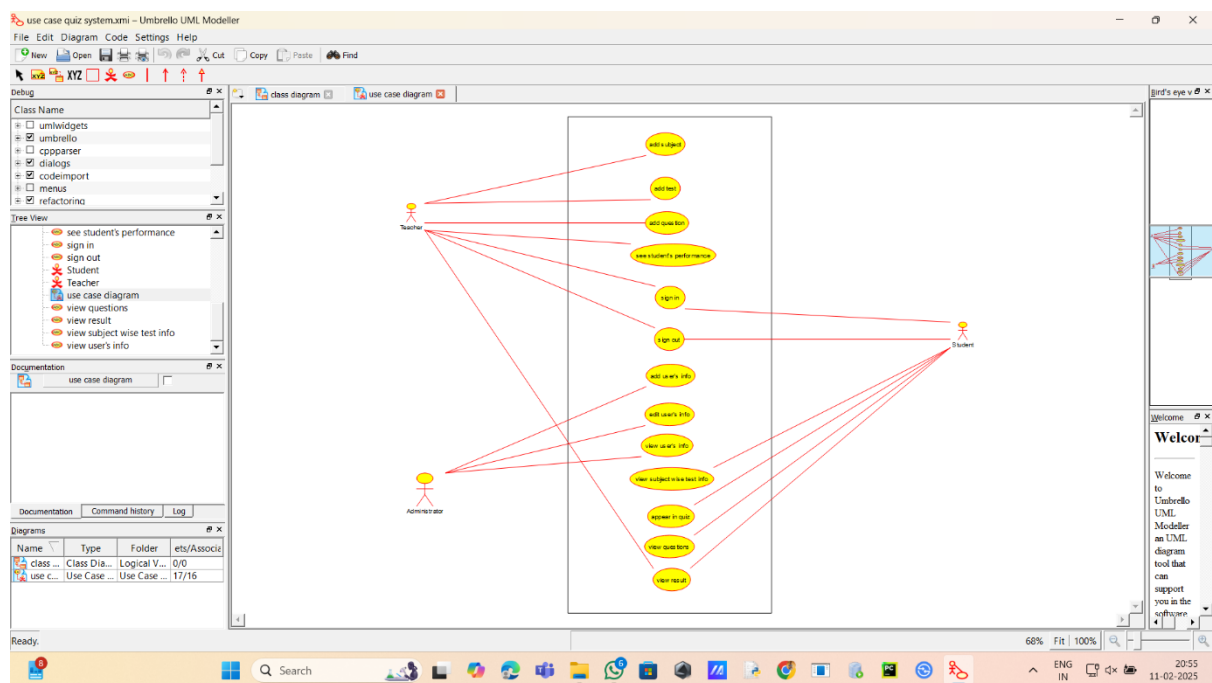 use case quiz system.xmi – Umbrello UML Modeller
File Edit Diagram Code Settings Help
New Open Cut Copy Paste Find
XYZ XYZ
Debug
class diagram
use case diagram
Bird's eye v
Class Name
umlwidgets
umbrello
cppparser
dialogs
codeimport
menus
refactoring
Tree View
see student's performance
sign in
sign out
Student
Teacher
use case diagram
view questions
view result
view subject wise test info
view user's info
Documentation
use case diagram
Documentation Command history Log
Diagrams
Name Type Folder ets/Associa
class ... Class Dia... Logical V... 0/0
use c... Use Case ... Use Case ... 17/16
add subject
add test
add question
see student's performance
sign in
sign out
add user's info
edit user's info
view user's info
view subject wise test info
appear in quiz
view questions
view result
Teacher
Administrator
Student
Welcome
Welcor
Welcome
to
Umbrello
UML
Modeller
an UML
diagram
tool that
can
support
you in the
software
Ready.
68% Fit 100%
8
Search
6
PC
ENG
IN
20:55
11-02-2025